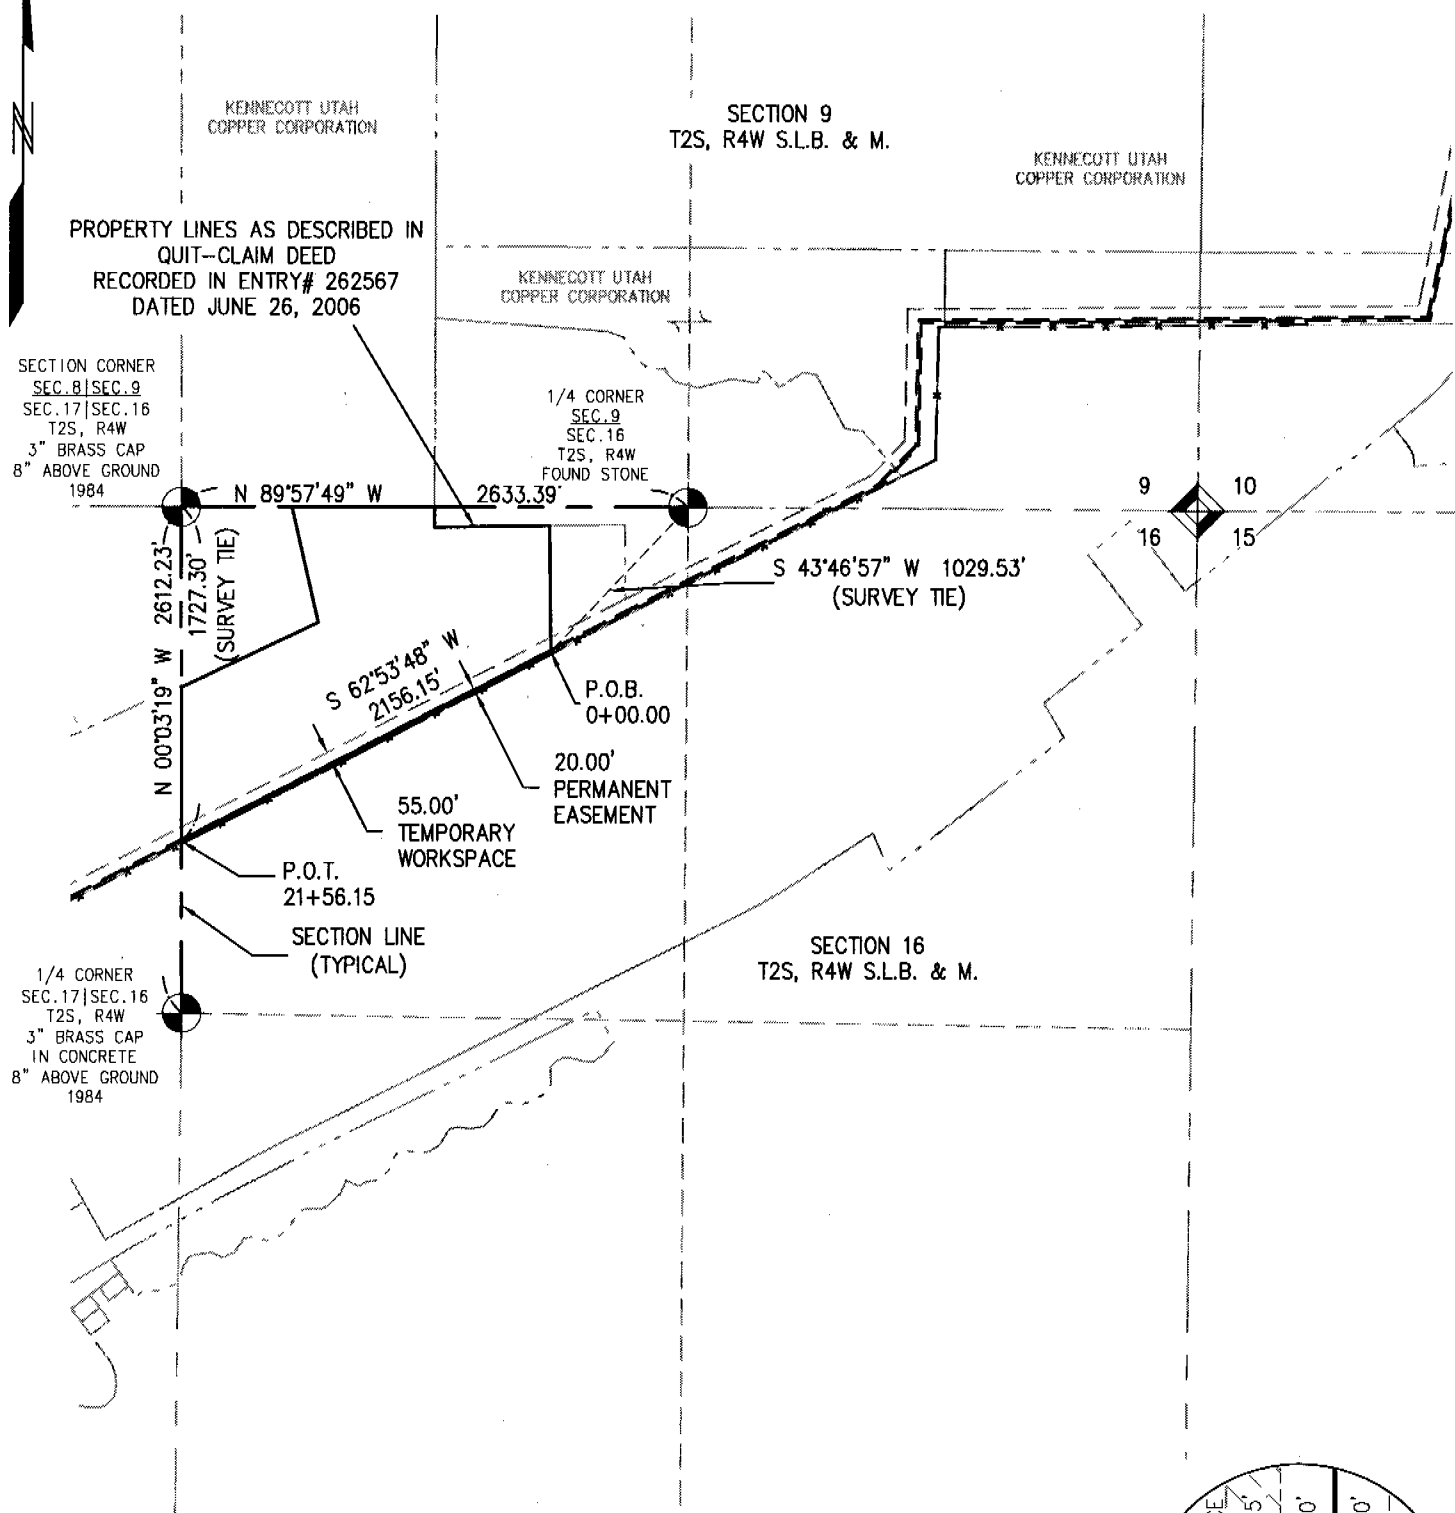 N
KENNECOTT UTAH
COPPER CORPORATION
SECTION 9
T2S, R4W S.L.B. & M.
KENNECOTT UTAH
COPPER CORPORATION
PROPERTY LINES AS DESCRIBED IN
QUIT-CLAIM DEED
RECORDED IN ENTRY# 262567
DATED JUNE 26, 2006
KENNECOTT UTAH
COPPER CORPORATION
SECTION CORNER
SEC.8|SEC.9
SEC.17|SEC.16
T2S, R4W
3" BRASS CAP
8" ABOVE GROUND
1984
1/4 CORNER
SEC.9
SEC.16
T2S, R4W
FOUND STONE
N 89°57'49" W 2633.39'
9 10
16 15
N 00°03'19" W 2612.23'
1727.30'
(SURVEY TIE)
S 43°46'57" W 1029.53'
(SURVEY TIE)
S 62°53'48" W
2156.15'
P.O.B.
0+00.00
20.00'
PERMANENT
EASEMENT
55.00'
TEMPORARY
WORKSPACE
P.O.T.
21+56.15
SECTION LINE
(TYPICAL)
SECTION 16
T2S, R4W S.L.B. & M.
1/4 CORNER
SEC.17|SEC.16
T2S, R4W
3" BRASS CAP
IN CONCRETE
8" ABOVE GROUND
1984